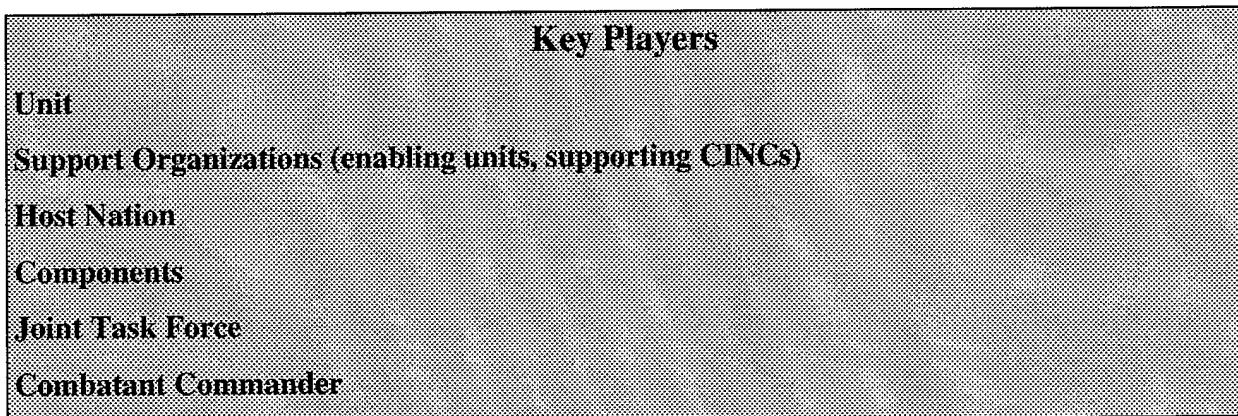 Key Players
Unit
Support Organizations (enabling units, supporting CINCs)
Host Nation
Components
Joint Task Force
Combatant Commander